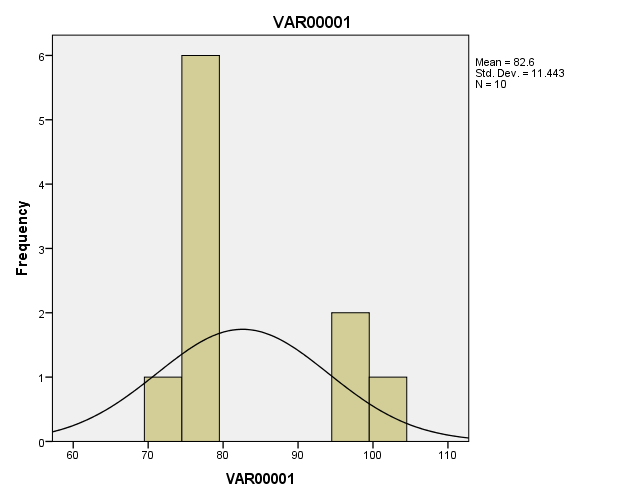 VAR00001
Mean = 82.6
Std. Dev. = 11.443
N = 10
Frequency
6
5
4
3
2
1
0
60 70 80 90 100 110
VAR00001